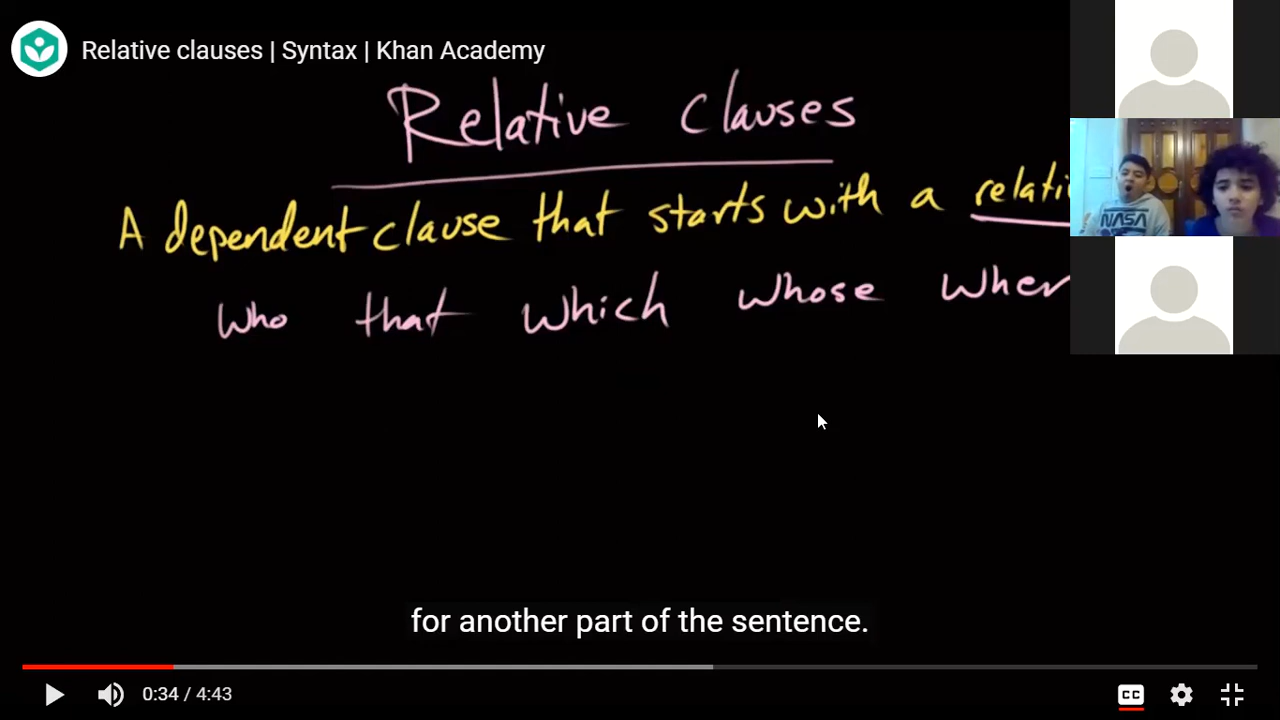 Relative clauses | Syntax | Khan Academy
Relative clauses
A dependent clause that starts with a
who that which whose
NASA
for another part of the sentence.
0:34 / 4:43
CC